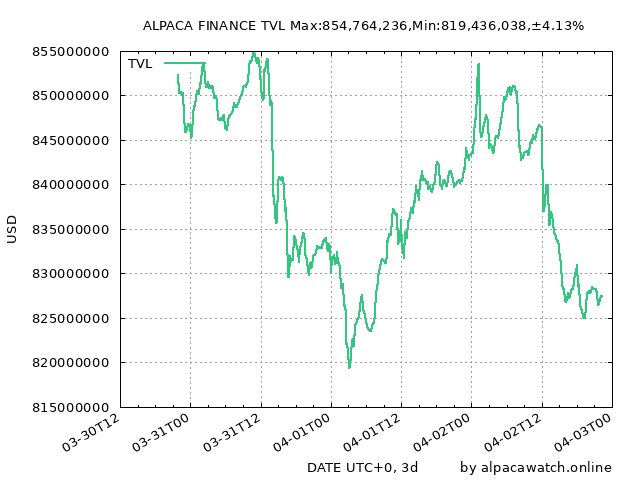 ALPACA FINANCE TVL Max:854,764,236,Min:819,436,038,±4.13%
855000000
TVL
850000000
845000000
840000000
835000000
USD
830000000
825000000
820000000
815000000
03-30T12 03-31T00 03-31T12 04-01T00 04-01T12 04-02T00 04-02T12 04-03T00
DATE UTC+0, 3d by alpacawatch.online